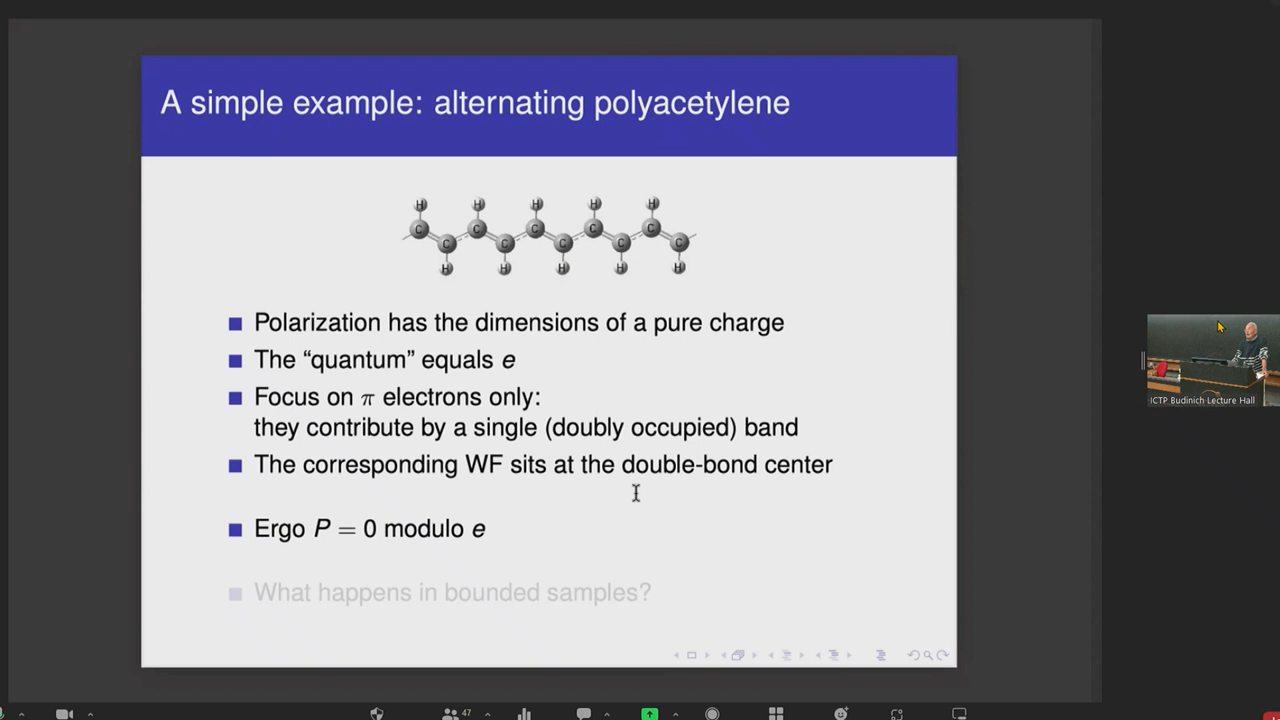 A simple example: alternating polyacetylene
H H H H H
C C C C C
C C C C C
H H H H H
Polarization has the dimensions of a pure charge
The “quantum” equals e
Focus on π electrons only:
they contribute by a single (doubly occupied) band
The corresponding WF sits at the double-bond center
Ergo P = 0 modulo e
What happens in bounded samples?
ICTP Budinich Lecture Hall
47